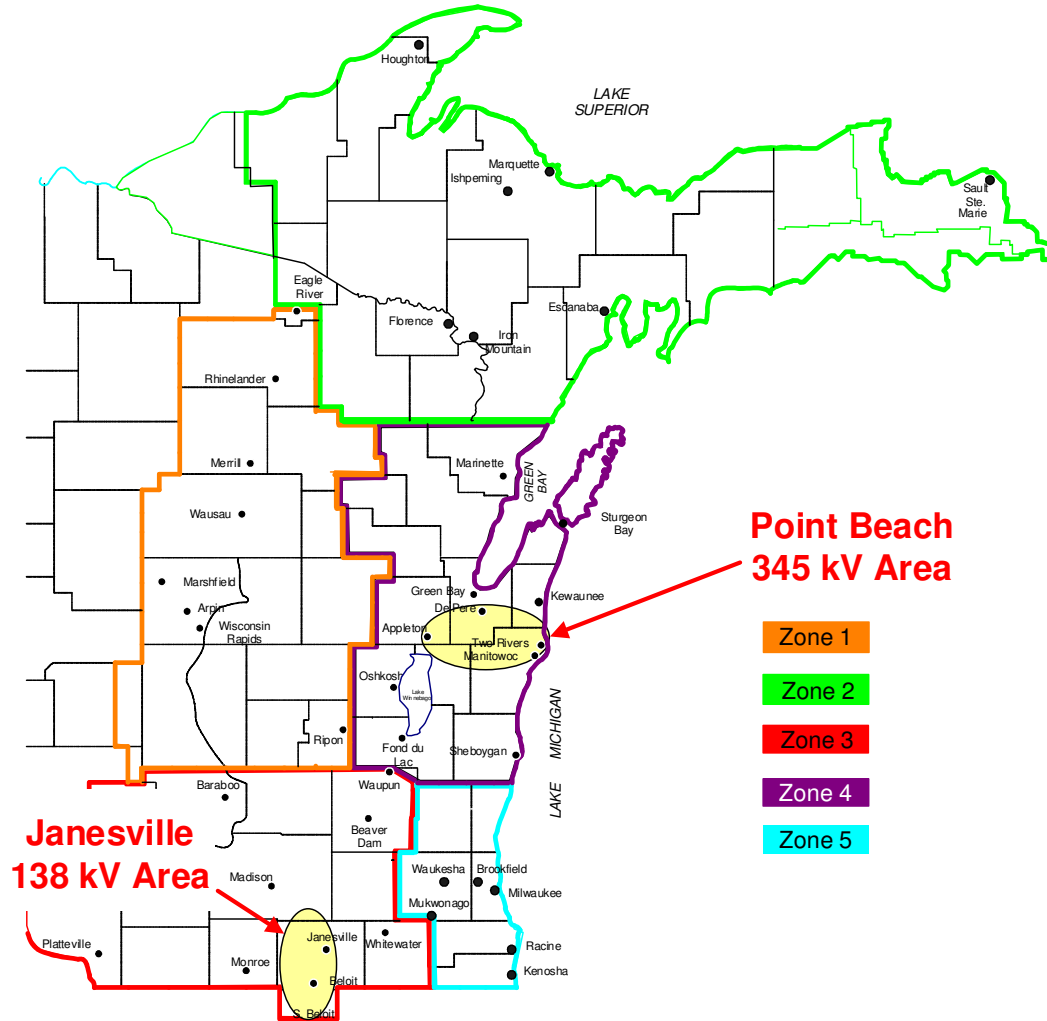 Houghton
LAKE
SUPERIOR
Marquette
Ishpeming
Sault
Ste.
Marie
Eagle
River
Escanaba
Florence
Iron
Mountain
Rhinelander
Merrill
Marinette
GREEN
BAY
Wausau
Sturgeon
Bay
Point Beach
345 kV Area
Marshfield
Arpin
Wisconsin
Rapids
Green Bay
De Pere
Kewaunee
Appleton
Two Rivers
Manitowoc
Zone 1
Zone 2
Zone 3
Zone 4
Zone 5
Oshkosh
Lake
Winnebago
Ripon
Fond du
Lac
Sheboygan
LAKE MICHIGAN
Waupun
Baraboo
Beaver
Dam
Janesville
138 kV Area
Madison
Waukesha
Brookfield
Milwaukee
Mukwonago
Platteville
Monroe
Janesville
Whitewater
Beloit
S. Beloit
Racine
Kenosha